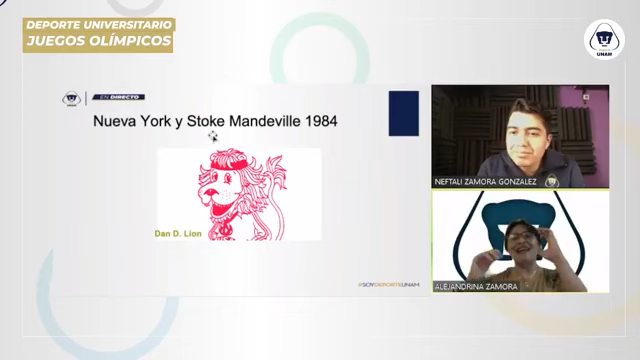 DEPORTE UNIVERSITARIO
JUEGOS OLÍMPICOS
UNAM
EN DIRECTO
Nueva York y Stoke Mandeville 1984
Dan D. Lion
#SOYDEPORTEUNAM
NEFTALI ZAMORA GONZALEZ
ALEJANDRINA ZAMORA